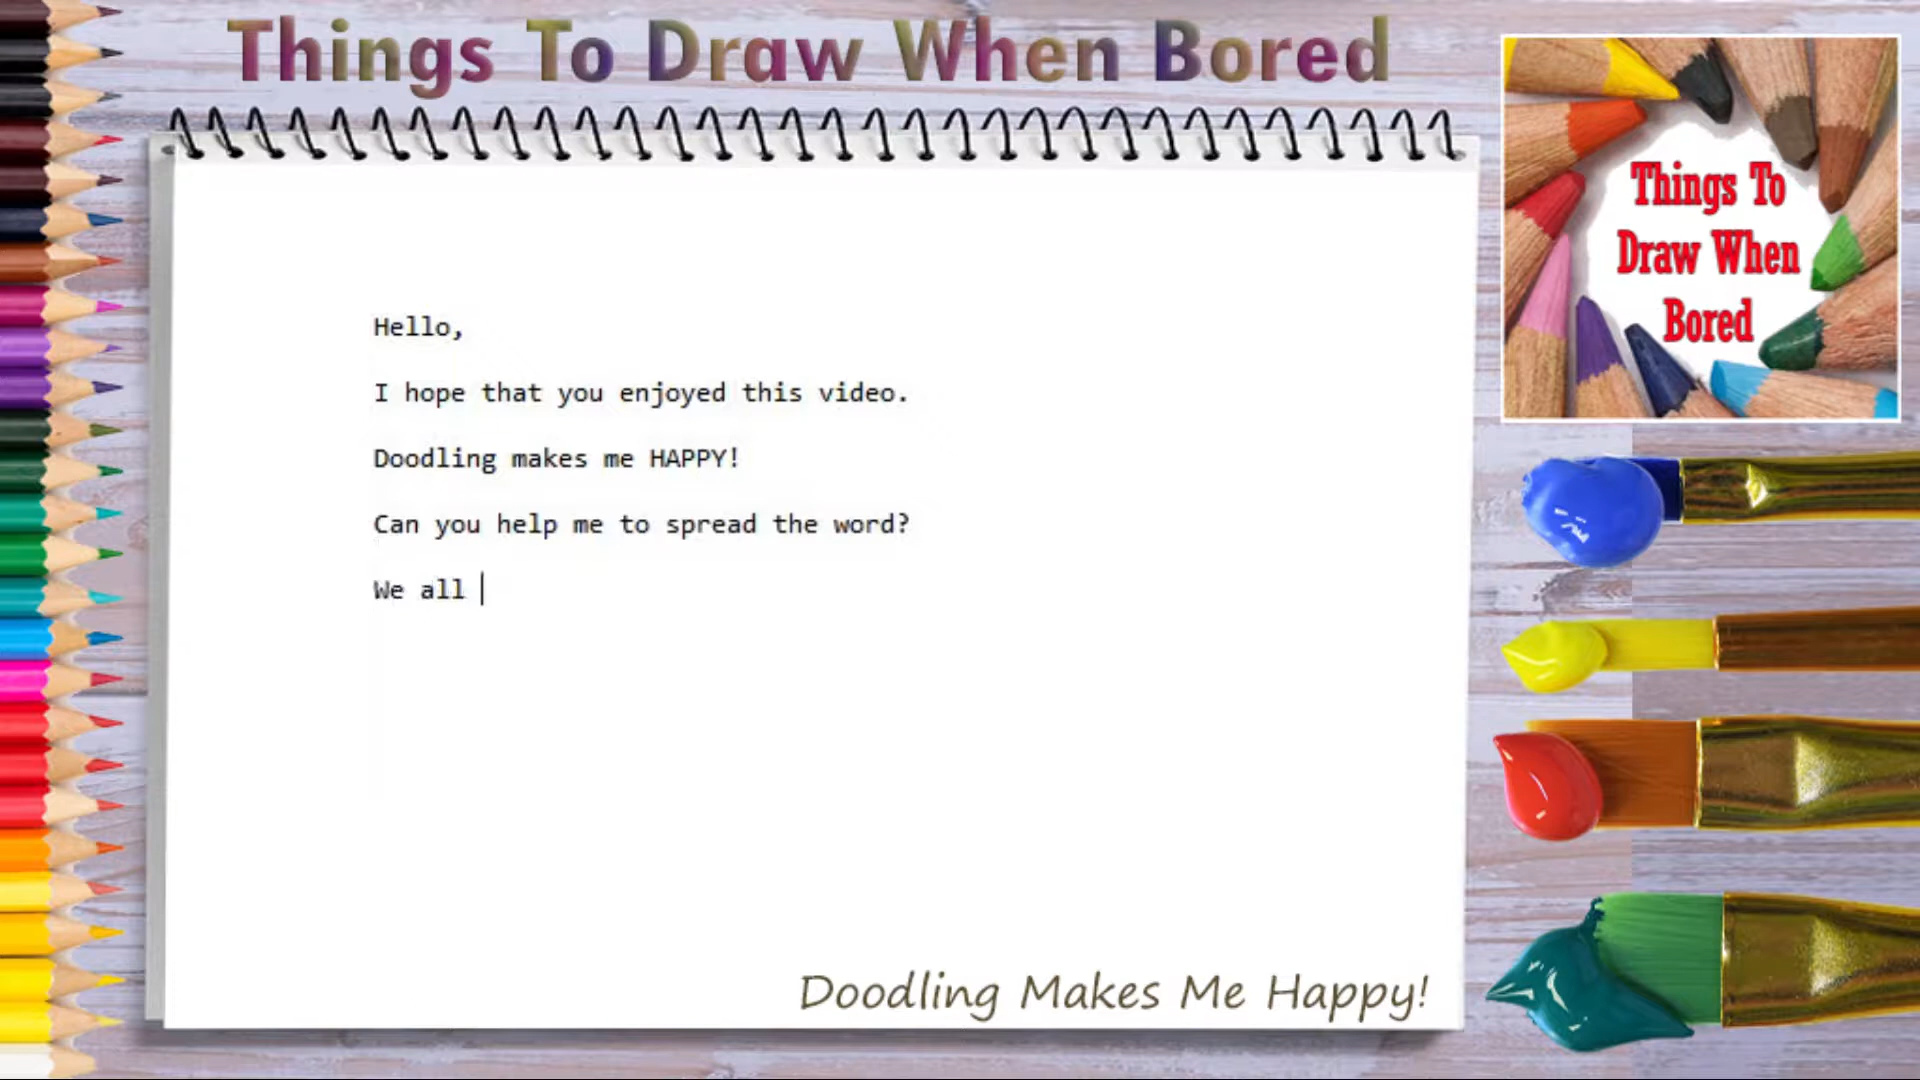 Things To Draw When Bored
Things To
Draw When
Bored
Hello,
I hope that you enjoyed this video.
Doodling makes me HAPPY!
Can you help me to spread the word?
We all
Doodling Makes Me Happy!